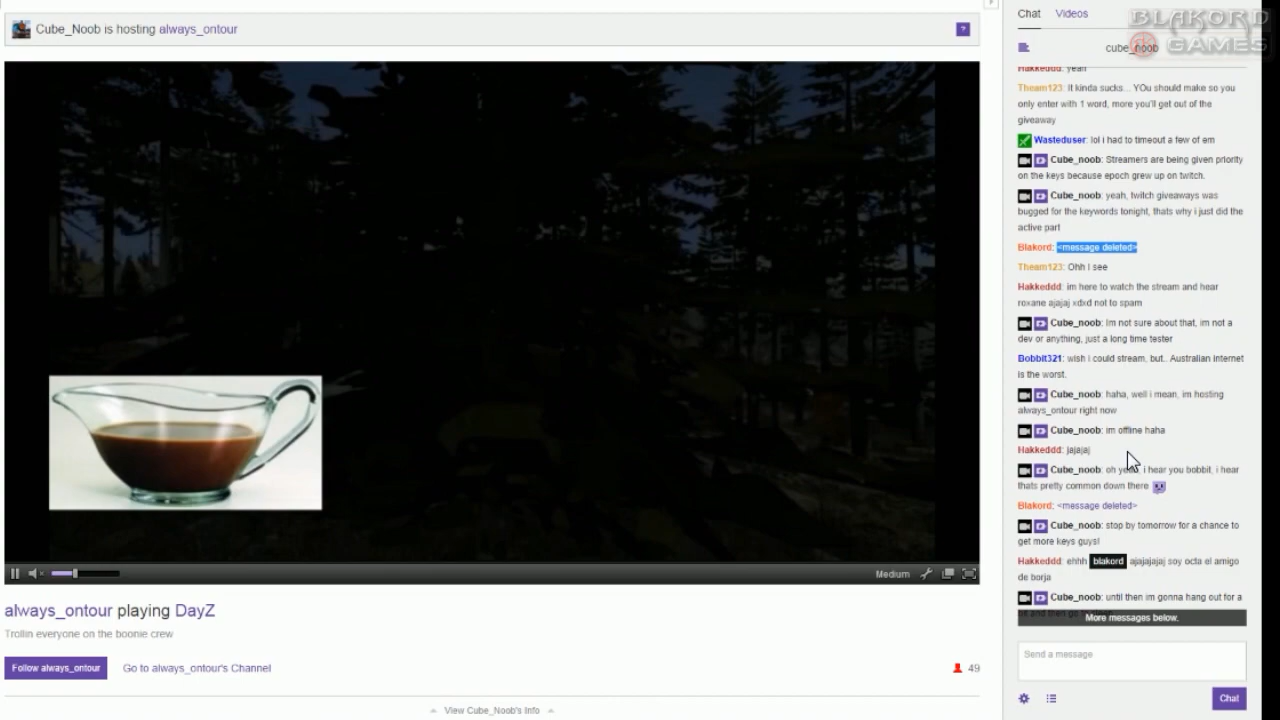 Cube_Noob is hosting always_ontour
?
Medium
always_ontour playing DayZ
Trollin everyone on the boonie crew
Follow always_ontour
Go to always_ontour's Channel
49
View Cube_Noob's Info
Chat
Videos
BLAKORD
GAMES
cube_noob
Hakkeddd: yeah
Theam123: It kinda sucks... YOu should make so you
only enter with 1 word, more you'll get out of the
giveaway
Wasteduser: lol i had to timeout a few of em
Cube_noob: Streamers are being given priority
on the keys because epoch grew up on twitch.
Cube_noob: yeah, twitch giveaways was
bugged for the keywords tonight, thats why i just did the
active part
Blakord: <message deleted>
Theam123: Ohh I see
Hakkeddd: im here to watch the stream and hear
roxane ajajaj xdxd not to spam
Cube_noob: Im not sure about that, im not a
dev or anything, just a long time tester
Bobbit321: wish i could stream, but.. Australian internet
is the worst.
Cube_noob: haha, well i mean, im hosting
always_ontour right now
Cube_noob: im offline haha
Hakkeddd: jajajaj
Cube_noob: oh i hear you bobbit, i hear
thats pretty common down there
Blakord: <message deleted>
Cube_noob: stop by tomorrow for a chance to
get more keys guys!
Hakkeddd: ehhh blakord ajajajajaj soy octa el amigo
de borja
Cube_noob: until then im gonna hang out for a
More messages below.
Send a message
Chat